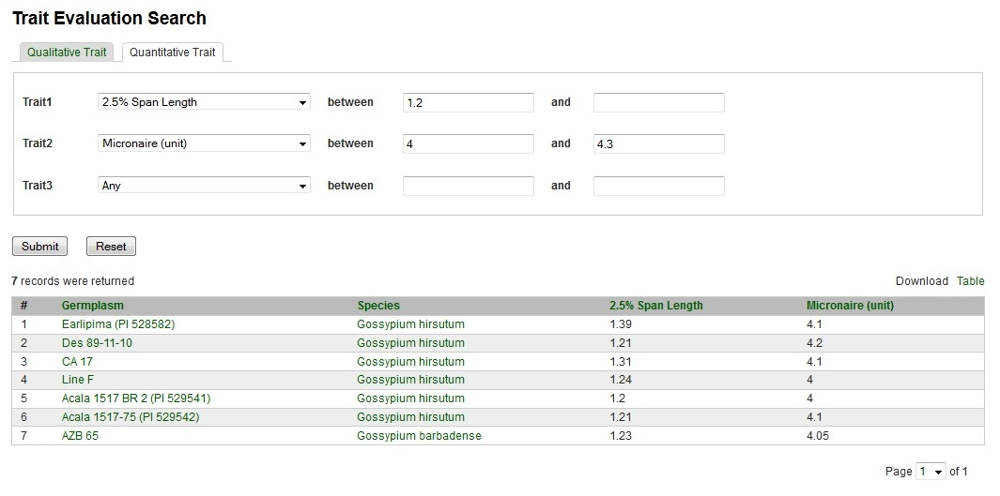 Trait Evaluation Search
Qualitative Trait Quantitative Trait
Trait1 2.5% Span Length between 1.2 and
Trait2 Micronaire (unit) between 4 and 4.3
Trait3 Any between and
Submit Reset
7 records were returned Download Table
# Germplasm Species 2.5% Span Length Micronaire (unit)
1 Earlipima (PI 528582) Gossypium hirsutum 1.39 4.1
2 Des 89-11-10 Gossypium hirsutum 1.21 4.2
3 CA 17 Gossypium hirsutum 1.31 4.1
4 Line F Gossypium hirsutum 1.24 4
5 Acala 1517 BR 2 (PI 529541) Gossypium hirsutum 1.2 4
6 Acala 1517-75 (PI 529542) Gossypium hirsutum 1.21 4.1
7 AZB 65 Gossypium barbadense 1.23 4.05
Page 1 of 1